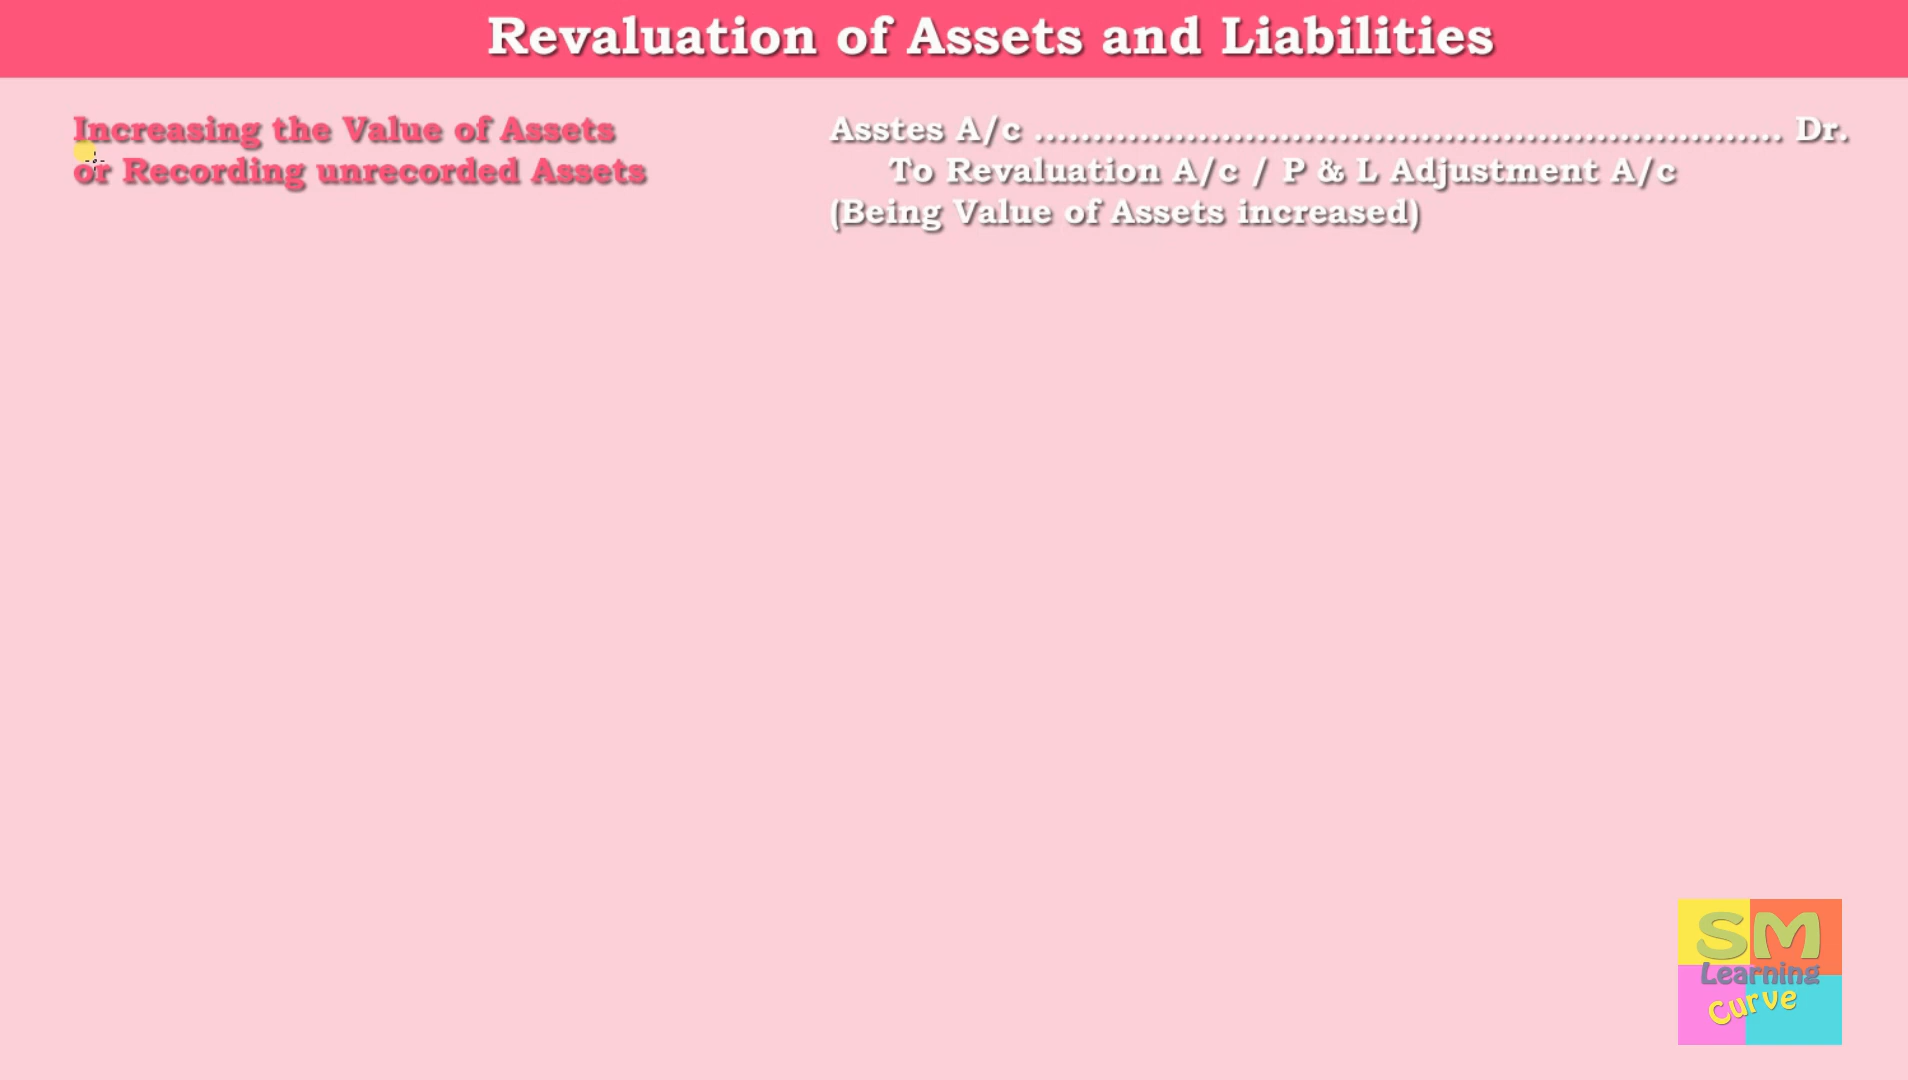 Revaluation of Assets and Liabilities
Increasing the Value of Assets
or Recording unrecorded Assets
Asstes A/c ................................................................ Dr.
To Revaluation A/c / P & L Adjustment A/c
(Being Value of Assets increased)
SM
Learning
Curve